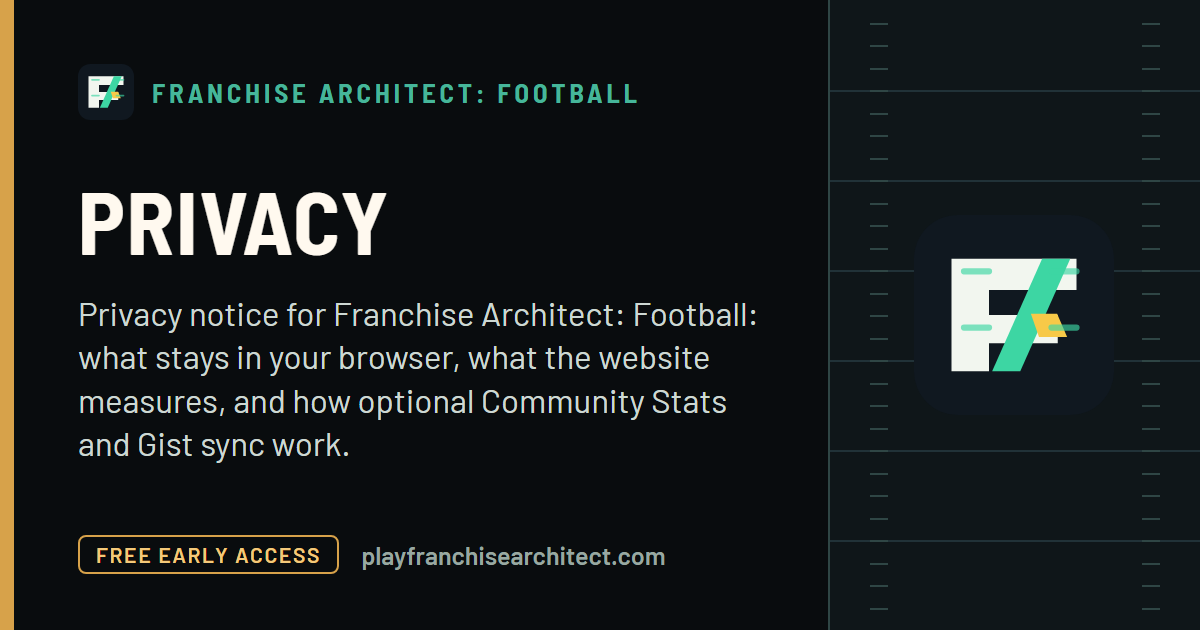 FRANCHISE ARCHITECT: FOOTBALL
PRIVACY
Privacy notice for Franchise Architect: Football:
what stays in your browser, what the website
measures, and how optional Community Stats
and Gist sync work.
FREE EARLY ACCESS
playfranchisearchitect.com